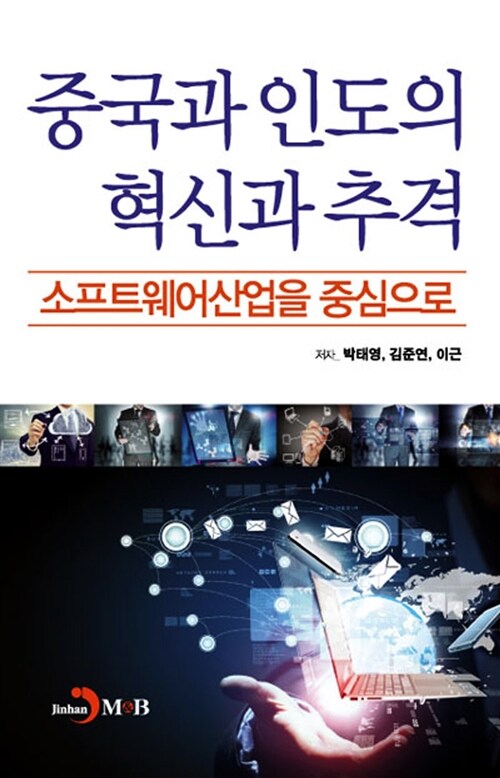 중국과 인도의
혁신과 추격
소프트웨어산업을 중심으로
저자_ 박태영, 김준연, 이근
Jinhan M&B